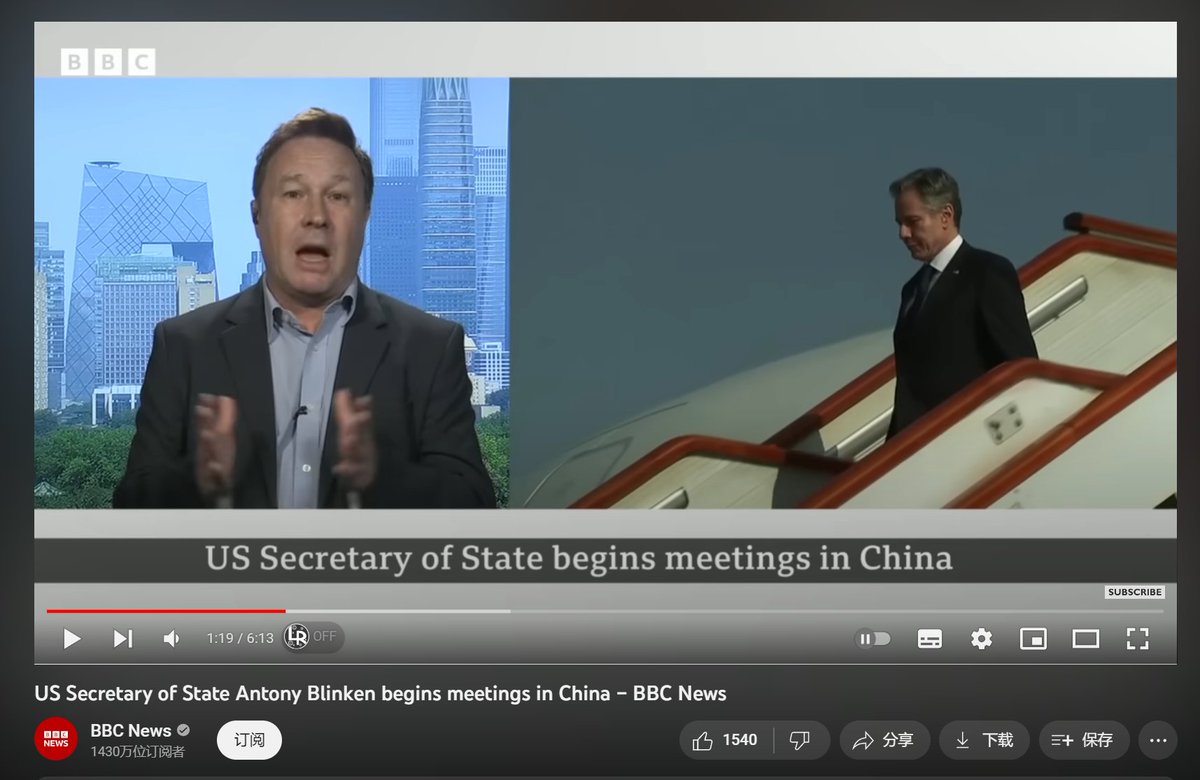 BBC
US Secretary of State begins meetings in China
SUBSCRIBE
1:19 / 6:13
LR OFF
US Secretary of State Antony Blinken begins meetings in China – BBC News
BBC NEWS
BBC News
1430万位订阅者
订阅
1540
分享
下载
保存